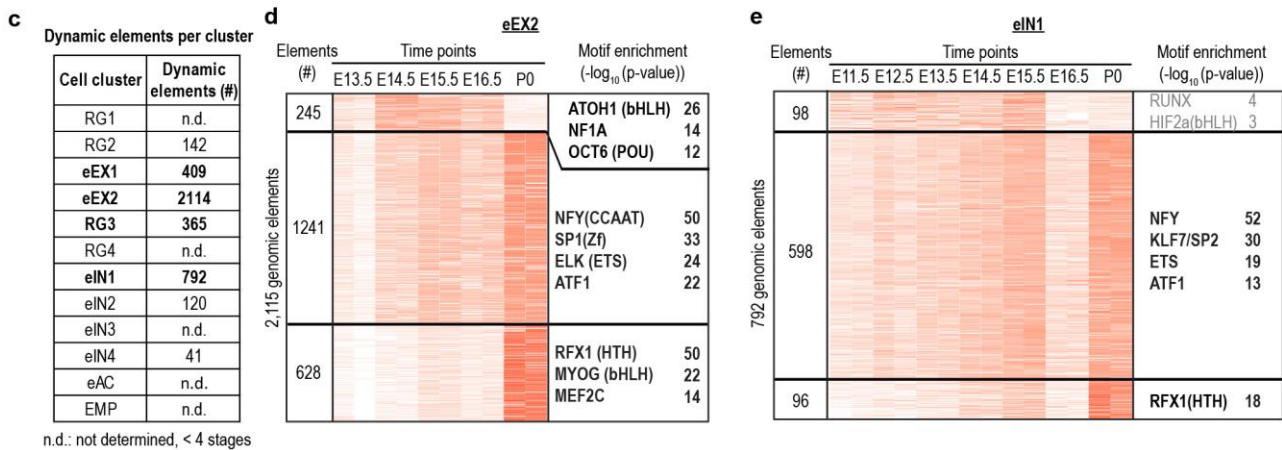 c
Dynamic elements per cluster
Cell cluster Dynamic elements (#)
RG1 n.d.
RG2 142
eEX1 409
eEX2 2114
RG3 365
RG4 n.d.
eIN1 792
eIN2 120
eIN3 n.d.
eIN4 41
eAC n.d.
EMP n.d.
n.d.: not determined, < 4 stages
d
eEX2
Elements (#)
Time points
Motif enrichment
(-log10 (p-value))
E13.5 E14.5 E15.5 E16.5 P0
2,115 genomic elements
245
ATOH1 (bHLH) 26
NF1A 14
OCT6 (POU) 12
1241
NFY(CCAAT) 50
SP1(Zf) 33
ELK (ETS) 24
ATF1 22
628
RFX1 (HTH) 50
MYOG (bHLH) 22
MEF2C 14
e
eIN1
Elements (#)
Time points
Motif enrichment
(-log10 (p-value))
E11.5 E12.5 E13.5 E14.5 E15.5 E16.5 P0
792 genomic elements
98
RUNX 4
HIF2a(bHLH) 3
598
NFY 52
KLF7/SP2 30
ETS 19
ATF1 13
96
RFX1(HTH) 18